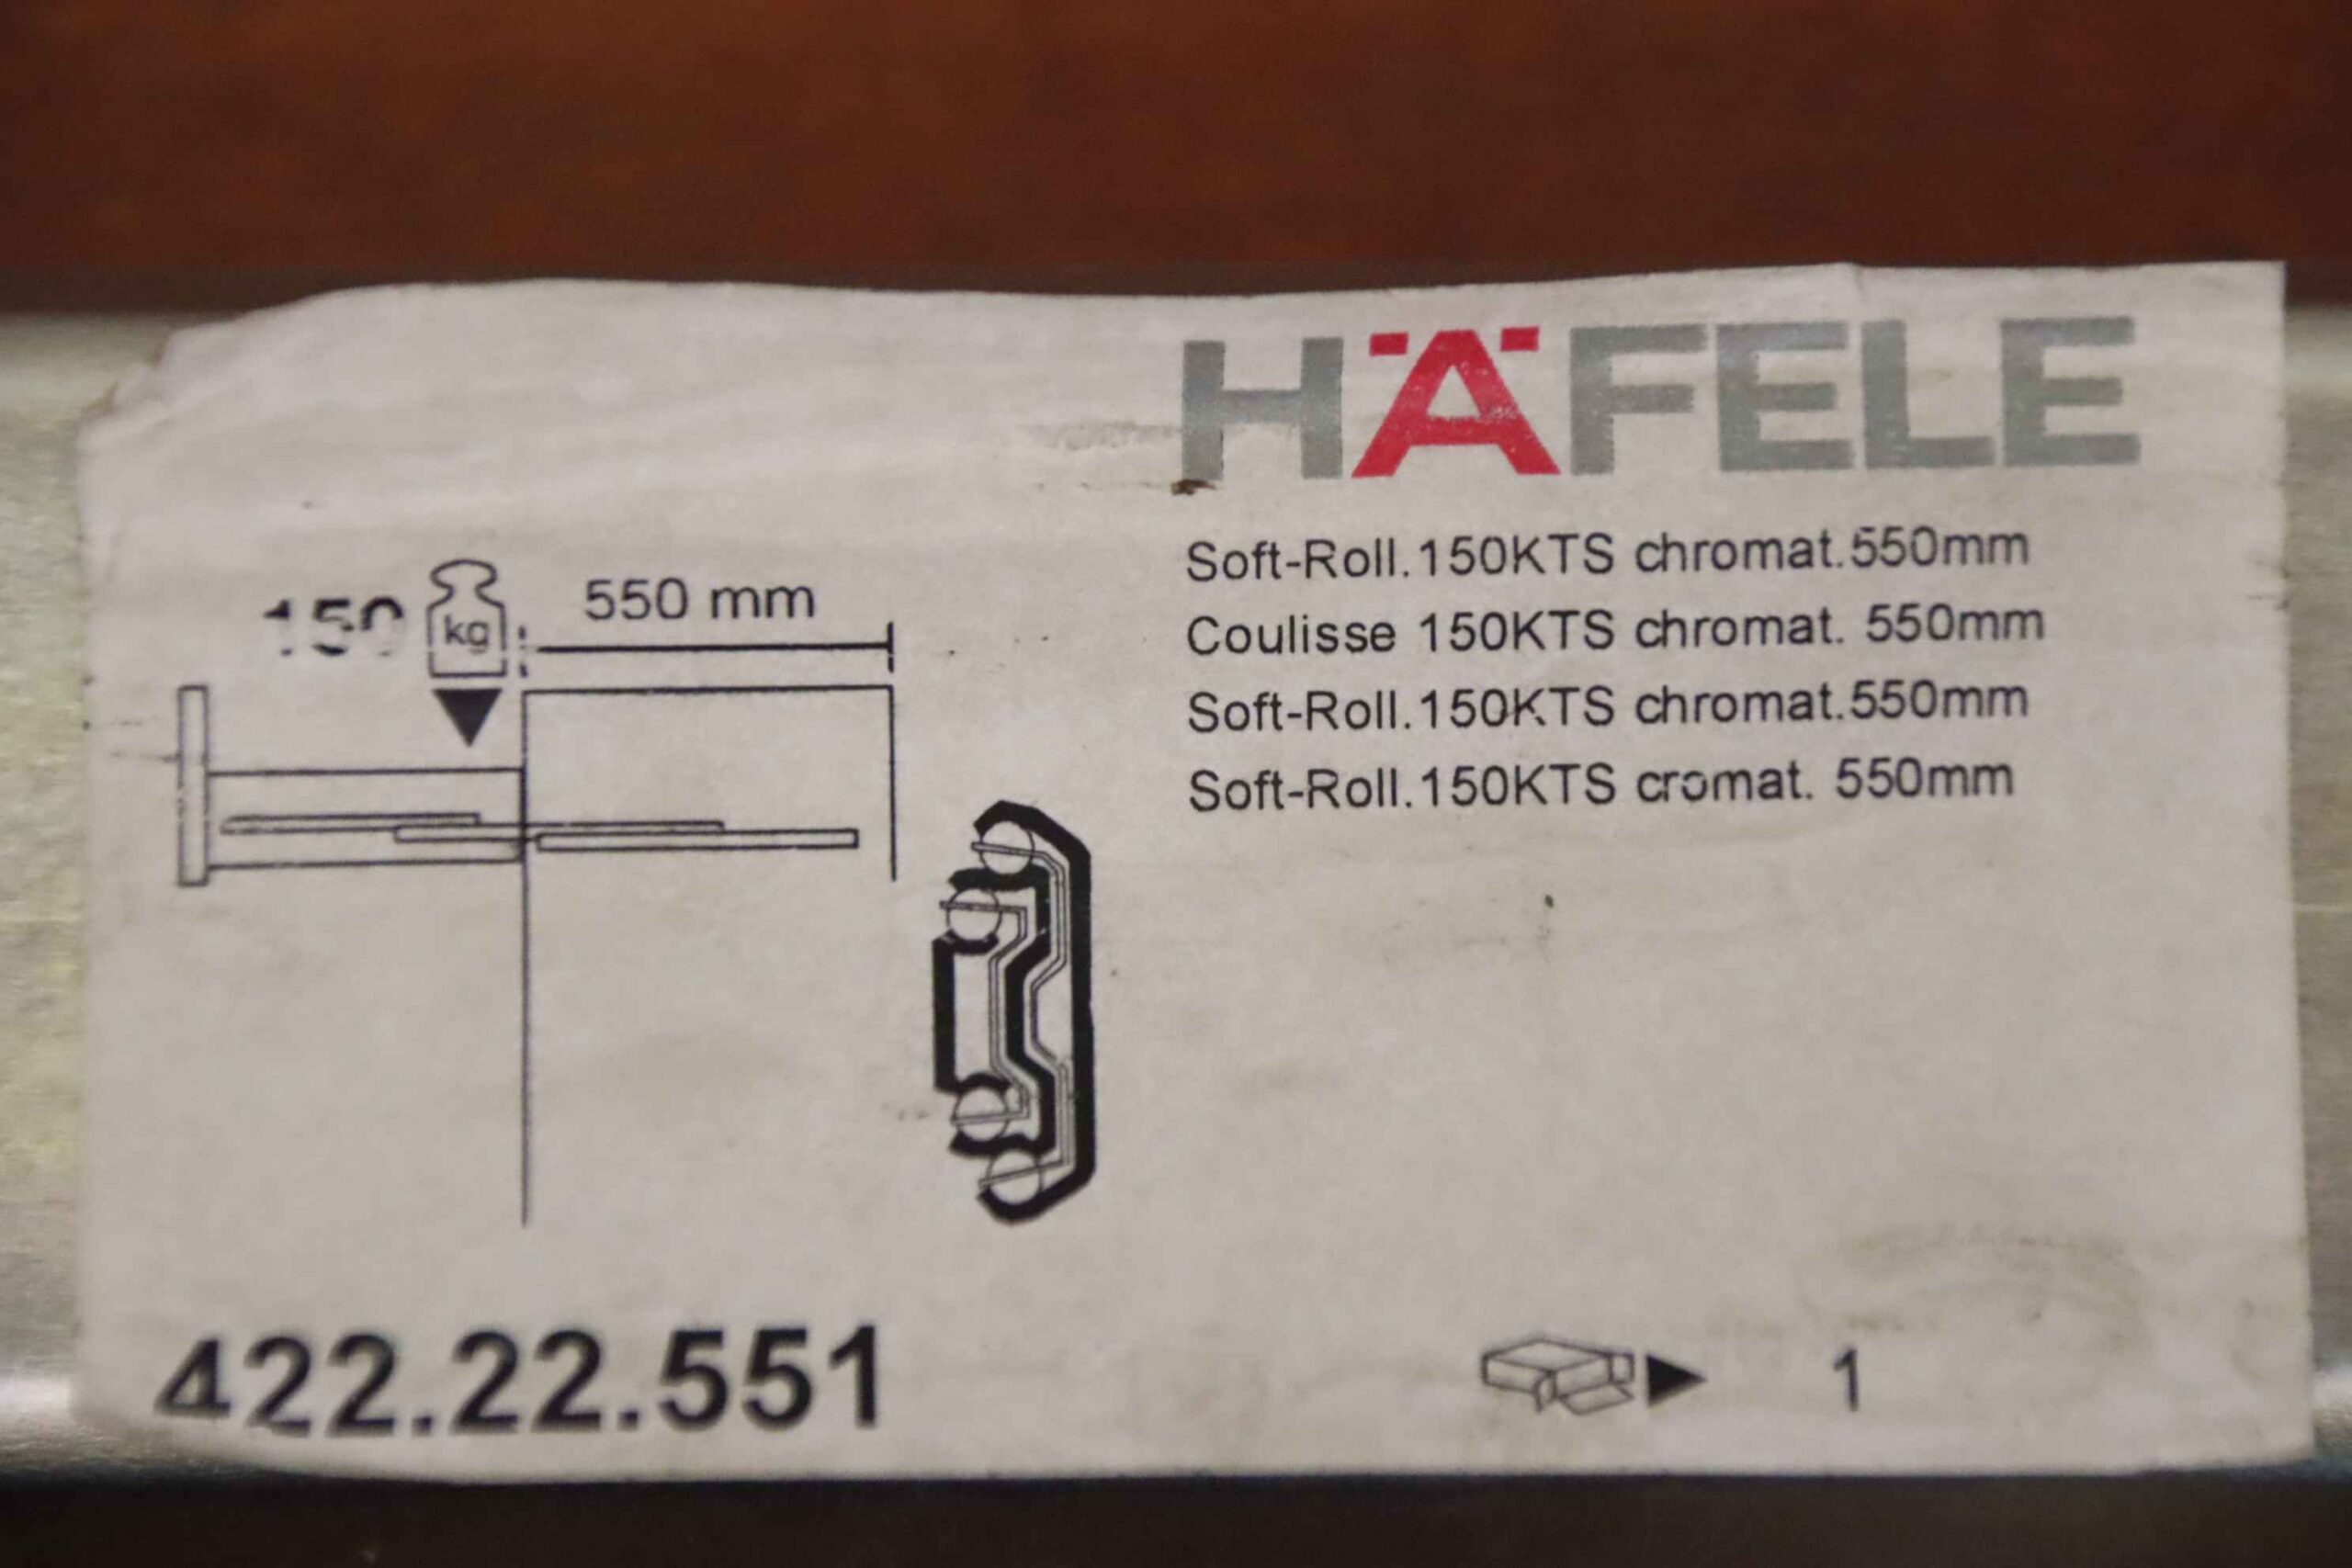 HÄFELE
Soft-Roll.150KTS chromat.550mm
Coulisse 150KTS chromat. 550mm
Soft-Roll.150KTS chromat.550mm
Soft-Roll.150KTS cromat. 550mm
150 kg 550 mm
422.22.551
1